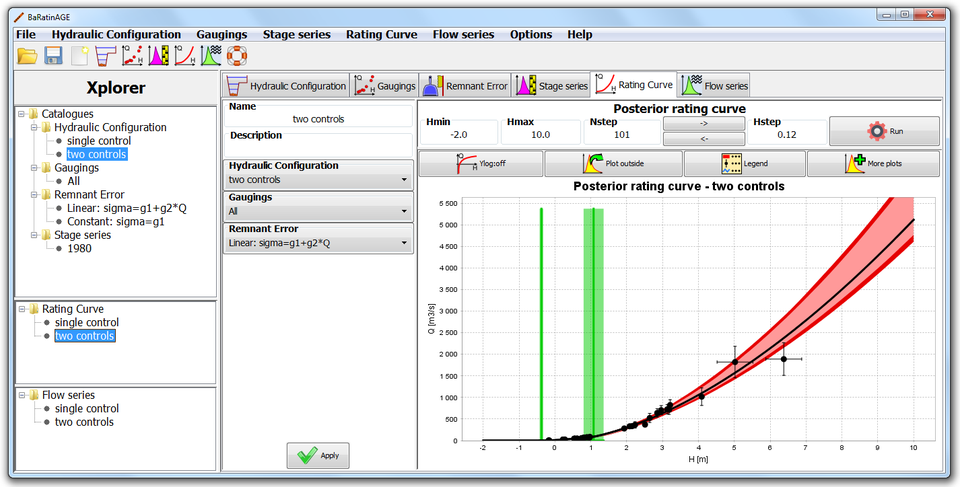 BaRatinAGE
File Hydraulic Configuration Gaugings Stage series Rating Curve Flow series Options Help
Xplorer
Catalogues
Hydraulic Configuration
single control
two controls
Gaugings
All
Remnant Error
Linear: sigma=g1+g2*Q
Constant: sigma=g1
Stage series
1980
Rating Curve
single control
two controls
Flow series
single control
two controls
Hydraulic Configuration Gaugings Remnant Error Stage series Rating Curve Flow series
Name
two controls
Description
Hydraulic Configuration
two controls
Gaugings
All
Remnant Error
Linear: sigma=g1+g2*Q
Apply
Posterior rating curve
Hmin Hmax Nstep -> Hstep
-2.0 10.0 101 <- 0.12 Run
Ylog:off Plot outside Legend More plots
Posterior rating curve - two controls
5 500
5 000
4 500
4 000
3 500
3 000
2 500
2 000
1 500
1 000
500
0
Q [m3/s]
-2 -1 0 1 2 3 4 5 6 7 8 9 10
H [m]